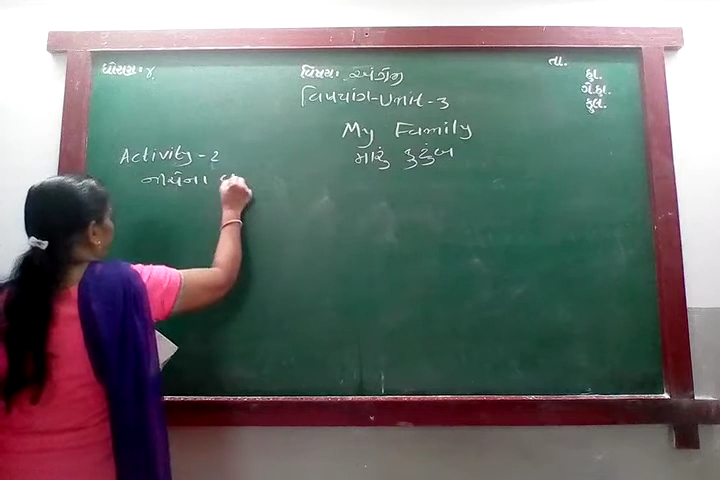 ધોરણ: ૪
વિષય: અંગ્રેજી
તા.
હા.
ગે.હા.
કુલ.
વિષયાંગ-Unit-3
My Family
મારું કુટુંબ
Activity-2
નીચેના